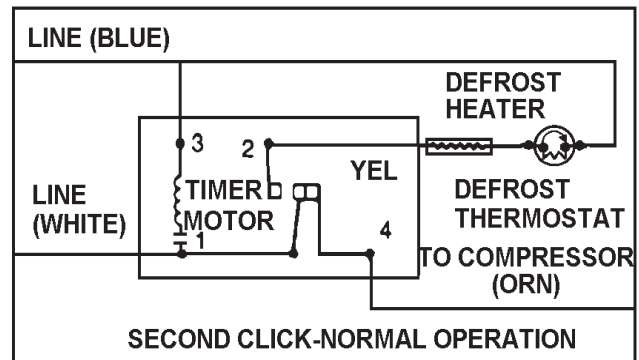 LINE (BLUE)
DEFROST
HEATER
3
2
YEL
LINE
(WHITE)
TIMER
MOTOR
1
DEFROST
THERMOSTAT
4
TO COMPRESSOR
(ORN)
SECOND CLICK-NORMAL OPERATION